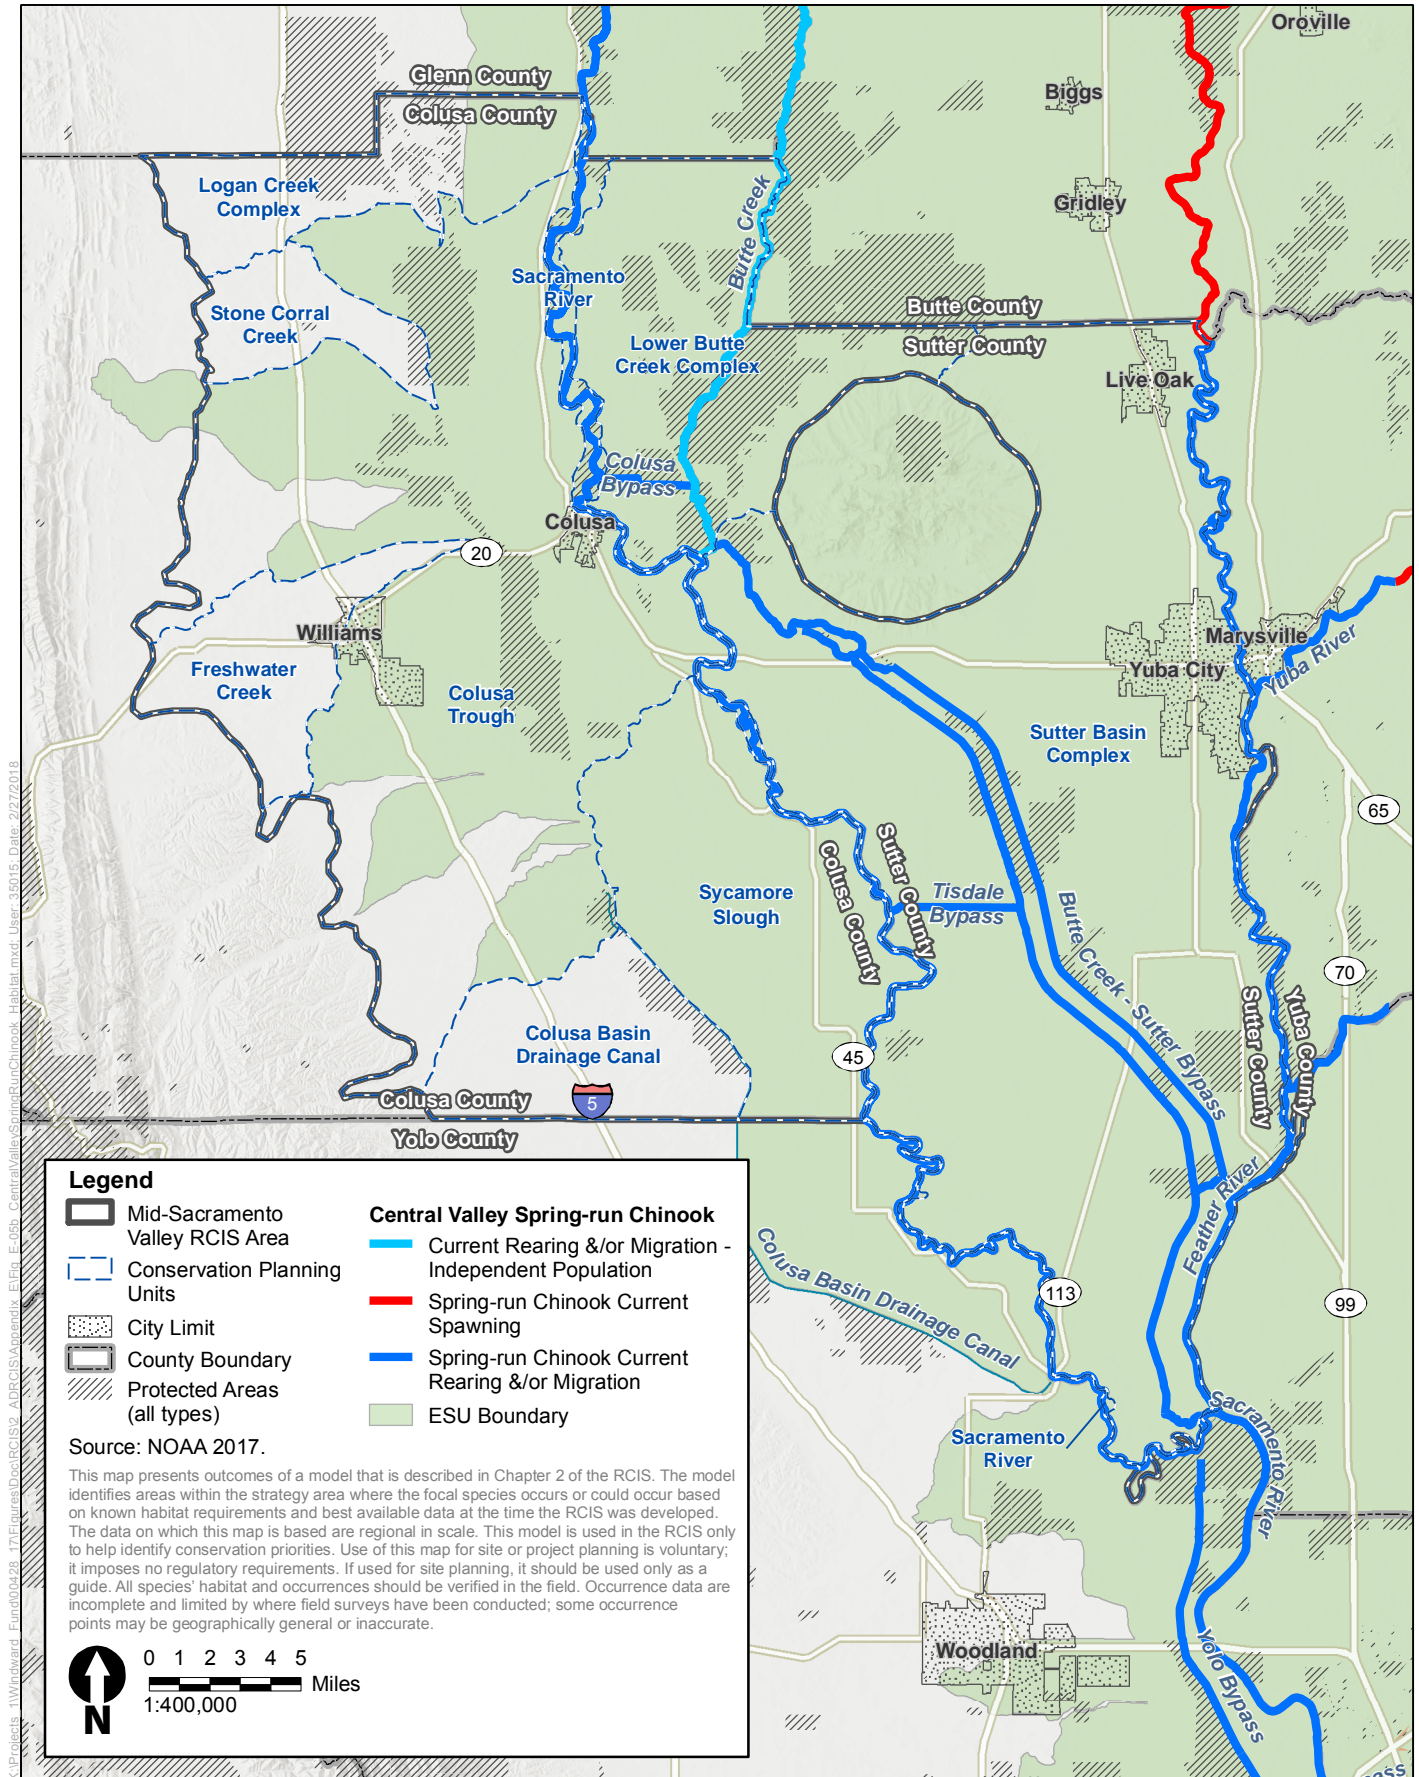 Oroville
Glenn County
Colusa County
Biggs
Logan Creek
Complex
Butte Creek
Gridley
Sacramento
River
Stone Corral
Creek
Butte County
Sutter County
Lower Butte
Creek Complex
Live Oak
Colusa
Bypass
Colusa
20
Williams
Marysville
Yuba City
Yuba River
Freshwater
Creek
Colusa
Trough
Sutter Basin
Complex
65
Sutter County
Colusa County
Sycamore
Slough
Tisdale
Bypass
Butte Creek - Sutter Bypass
70
Yuba County
Sutter County
Colusa Basin
Drainage Canal
45
5
Colusa County
Yolo County
Feather River
Colusa Basin Drainage Canal
113
99
Sacramento
River
Sacramento River
Woodland
Yolo Bypass
Legend
Mid-Sacramento
Valley RCIS Area
Conservation Planning
Units
City Limit
County Boundary
Protected Areas
(all types)
Central Valley Spring-run Chinook
Current Rearing &/or Migration -
Independent Population
Spring-run Chinook Current
Spawning
Spring-run Chinook Current
Rearing &/or Migration
ESU Boundary
Source: NOAA 2017.
This map presents outcomes of a model that is described in Chapter 2 of the RCIS. The model
identifies areas within the strategy area where the focal species occurs or could occur based
on known habitat requirements and best available data at the time the RCIS was developed.
The data on which this map is based are regional in scale. This model is used in the RCIS only
to help identify conservation priorities. Use of this map for site or project planning is voluntary;
it imposes no regulatory requirements. If used for site planning, it should be used only as a
guide. All species' habitat and occurrences should be verified in the field. Occurrence data are
incomplete and limited by where field surveys have been conducted; some occurrence
points may be geographically general or inaccurate.
0 1 2 3 4 5
Miles
1:400,000
N
User: 35015; Date: 2/27/2018